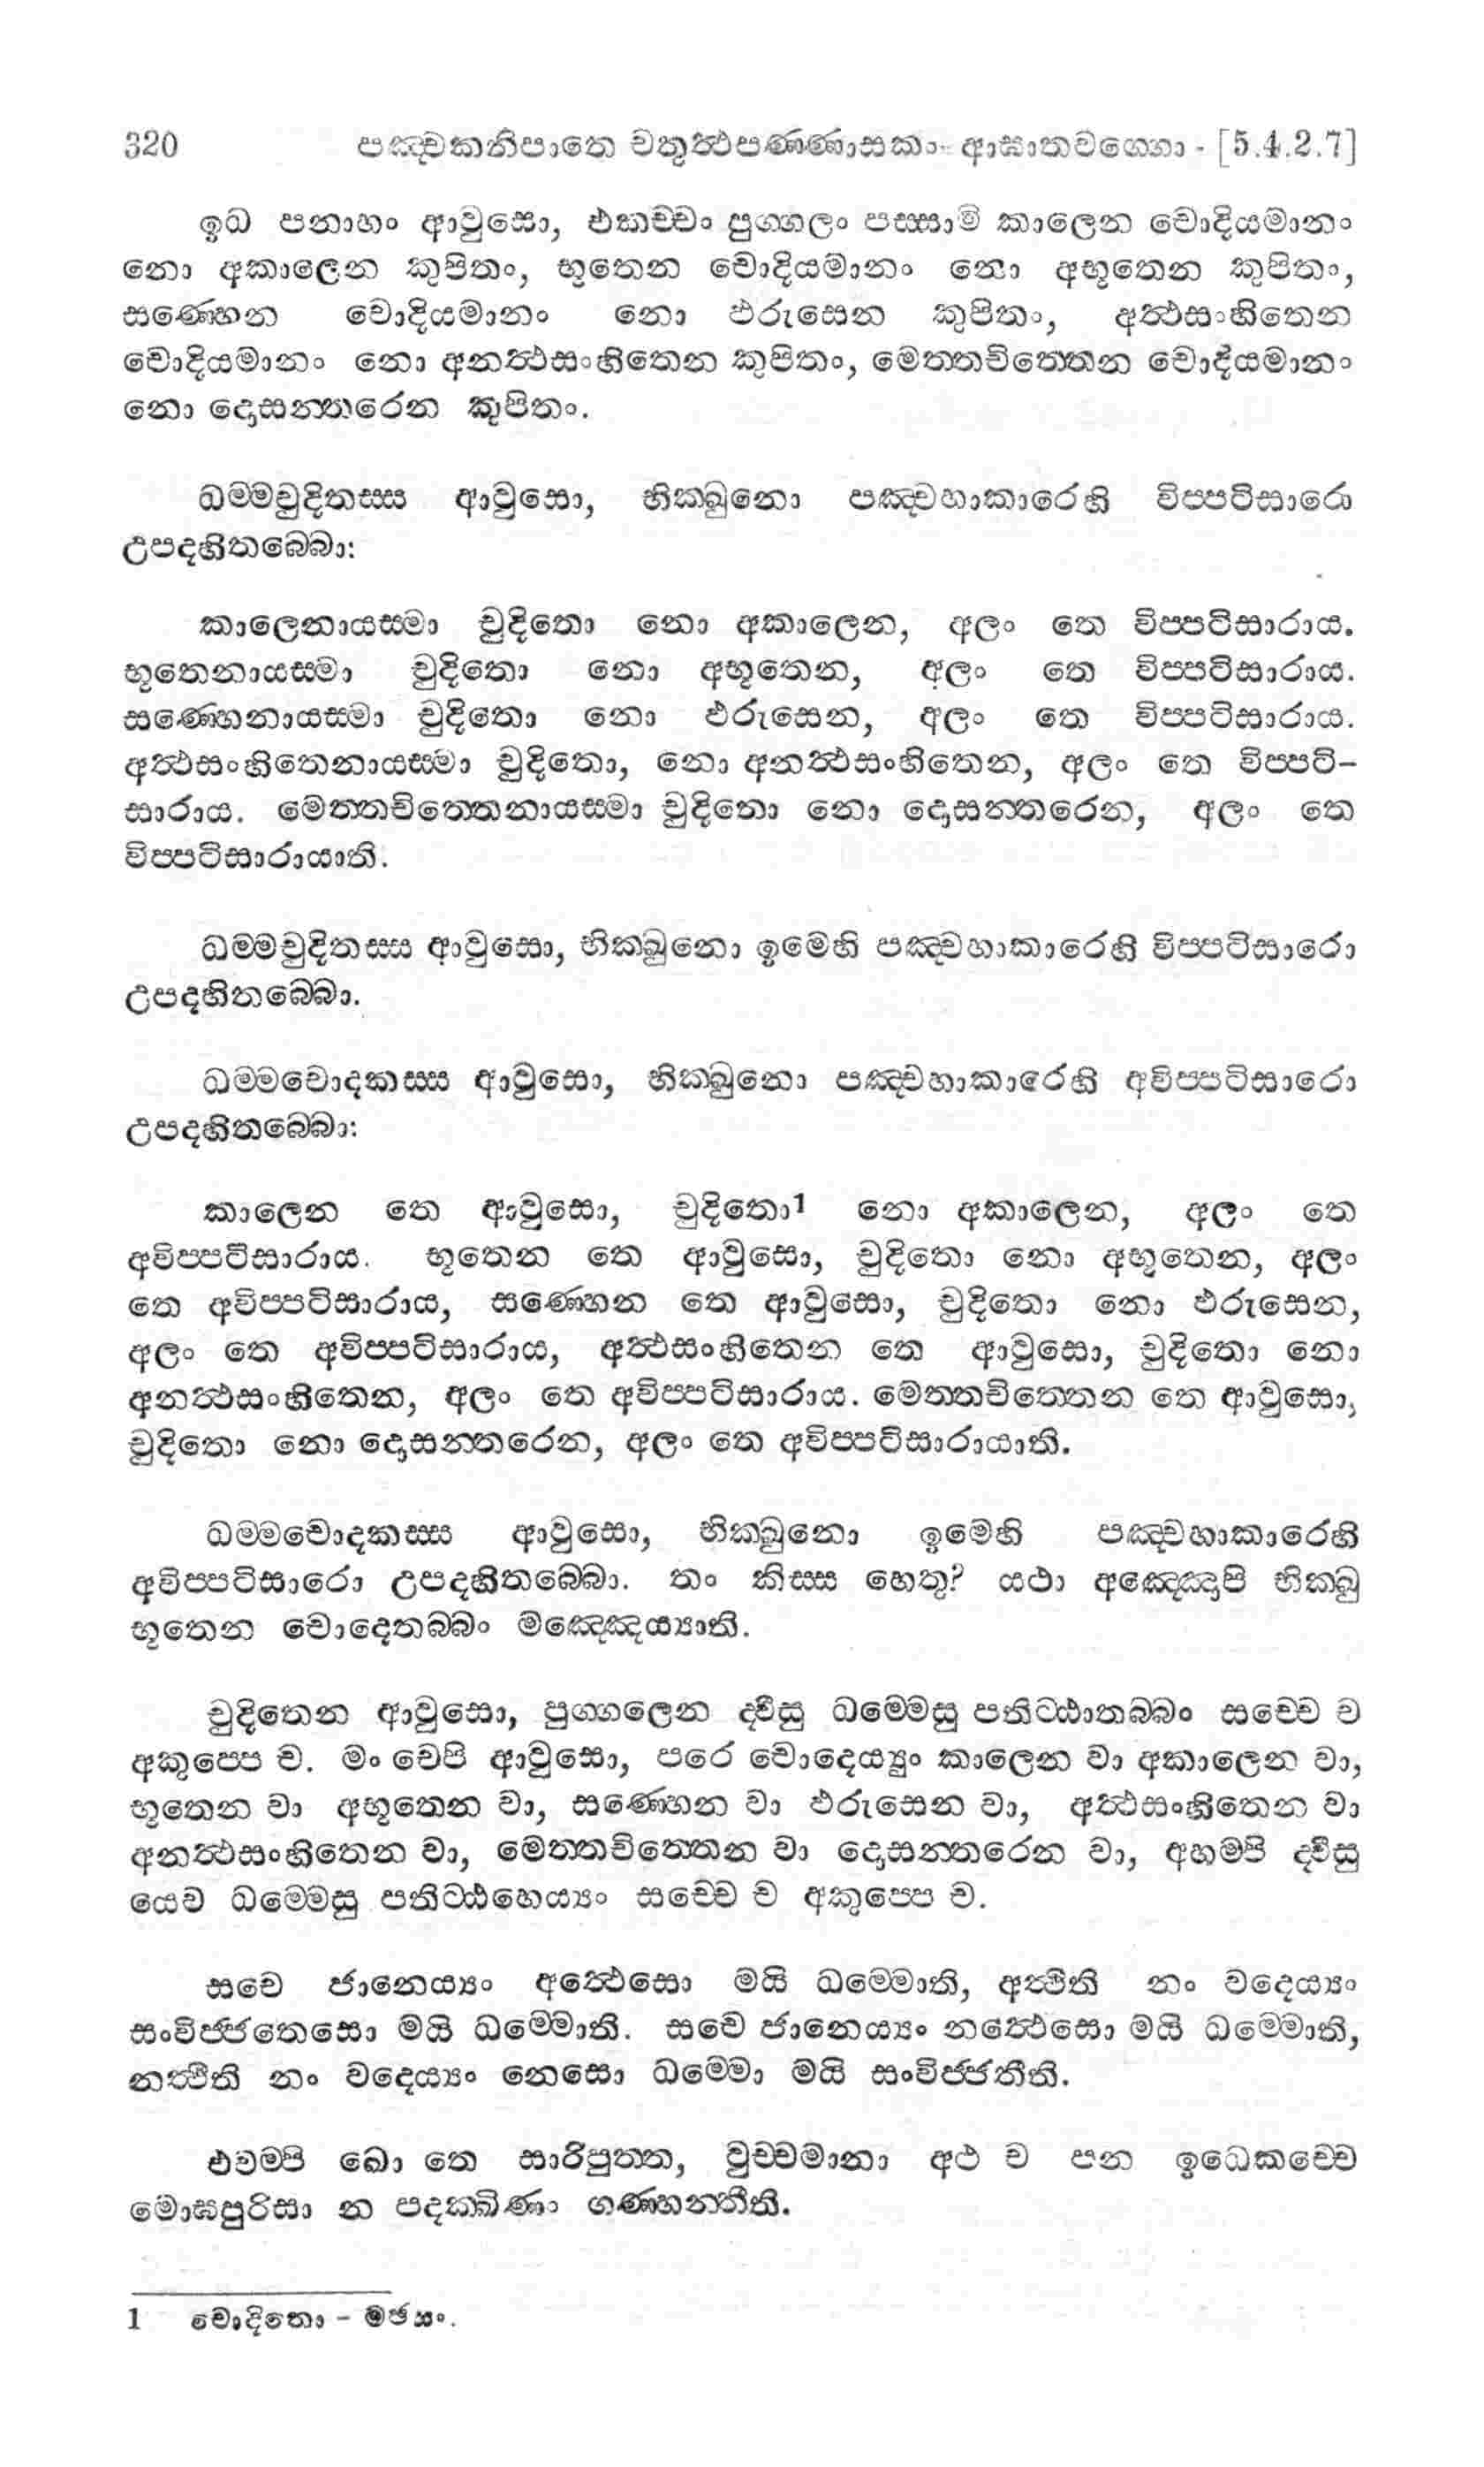 320 පඤ්චකනිපාතෙ චතුත්‍ථපණ්ණාසකං- ආඝාතවග්ගො - [5.4.2.7]
ඉධ පනාහං ආවුසො, එකච්චං පුග්ගලං පස්සාමි කාලෙන චොදියමානං
නො අකාලෙන කුපිතං, භූතෙන චොදියමානං නො අභූතෙන කුපිතං,
සණ්හෙන චොදියමානං නො ඵරුසෙන කුපිතං, අත්‍ථසංහිතෙන
චොදියමානං නො අනත්‍ථසංහිතෙන කුපිතං, මෙත්තචිත්තෙන චොදියමානං
නො දොසන්තරෙන කුපිතං.
ධම්මචුදිතස්ස ආවුසො, භික්ඛුනො පඤ්චහාකාරෙහි විප්පටිසාරො
උපදහිතබ්බො:
කාලෙනායස්මා චුදිතො නො අකාලෙන, අලං තෙ විප්පටිසාරාය.
භූතෙනායස්මා චුදිතො නො අභූතෙන, අලං තෙ විප්පටිසාරාය.
සණ්හෙනායස්මා චුදිතො නො ඵරුසෙන, අලං තෙ විප්පටිසාරාය.
අත්‍ථසංහිතෙනායස්මා චුදිතො, නො අනත්‍ථසංහිතෙන, අලං තෙ විප්පටි-
සාරාය. මෙත්තචිත්තෙනායස්මා චුදිතො නො දොසන්තරෙන, අලං තෙ
විප්පටිසාරායාති.
ධම්මචුදිතස්ස ආවුසො, භික්ඛුනො ඉමෙහි පඤ්චහාකාරෙහි විප්පටිසාරො
උපදහිතබ්බො.
ධම්මචොදකස්ස ආවුසො, භික්ඛුනො පඤ්චහාකාරෙහි අවිප්පටිසාරො
උපදහිතබ්බො:
කාලෙන තෙ ආවුසො, චුදිතො1 නො අකාලෙන, අලං තෙ
අවිප්පටිසාරාය. භූතෙන තෙ ආවුසො, චුදිතො නො අභූතෙන, අලං
තෙ අවිප්පටිසාරාය, සණ්හෙන තෙ ආවුසො, චුදිතො නො ඵරුසෙන,
අලං තෙ අවිප්පටිසාරාය, අත්‍ථසංහිතෙන තෙ ආවුසො, චුදිතො නො
අනත්‍ථසංහිතෙන, අලං තෙ අවිප්පටිසාරාය. මෙත්තචිත්තෙන තෙ ආවුසො,
චුදිතො නො දොසන්තරෙන, අලං තෙ අවිප්පටිසාරායාති.
ධම්මචොදකස්ස ආවුසො, භික්ඛුනො ඉමෙහි පඤ්චහාකාරෙහි
අවිප්පටිසාරො උපදහිතබ්බො. තං කිස්ස හෙතු? යථා අඤ්ඤොපි භික්ඛු
භූතෙන චොදෙතබ්බං මඤ්ඤෙය්‍යාති.
චුදිතෙන ආවුසො, පුග්ගලෙන ද්වීසු ධම්මෙසු පතිට්ඨාතබ්බං සච්චෙ ච
අකුප්පෙ ච. මං චෙපි ආවුසො, පරෙ චොදෙය්‍යුං කාලෙන වා අකාලෙන වා,
භූතෙන වා අභූතෙන වා, සණ්හෙන වා ඵරුසෙන වා, අත්‍ථසංහිතෙන වා
අනත්‍ථසංහිතෙන වා, මෙත්තචිත්තෙන වා දොසන්තරෙන වා, අහම්පි ද්වීසු
යෙව ධම්මෙසු පතිට්ඨහෙය්‍යං සච්චෙ ච අකුප්පෙ ච.
සචෙ ජානෙය්‍යං අත්‍ථෙසො මයි ධම්මොති, අත්‍ථීති නං වදෙය්‍යං
සංවිජ්ජතෙසො මයි ධම්මොති. සචෙ ජානෙය්‍යං නත්‍ථෙසො මයි ධම්මොති,
නත්‍ථීති නං වදෙය්‍යං නෙසො ධම්මො මයි සංවිජ්ජතීති.
එවම්පි ඛො තෙ සාරිපුත්ත, වුච්චමානා අථ ච පන ඉධෙකච්චෙ
මොඝපුරිසා න පදක්ඛිණං ගණ්හන්තීති.
1 චොදිතො - මඡසං.